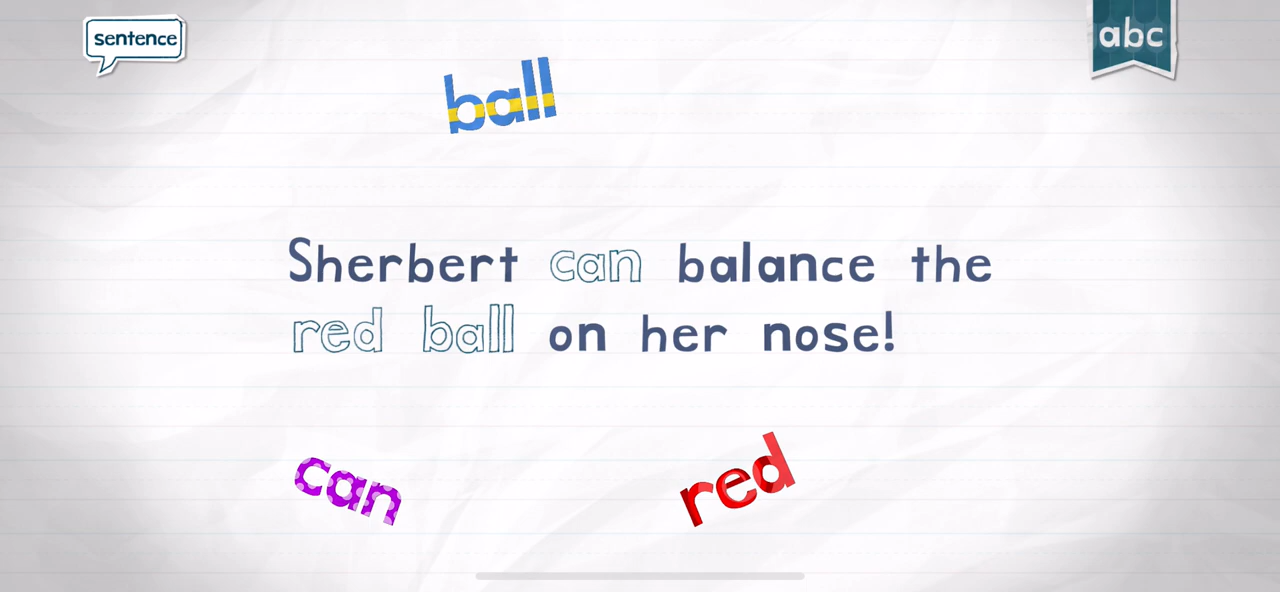 sentence
abc
ball
Sherbert can balance the
red ball on her nose!
can
red